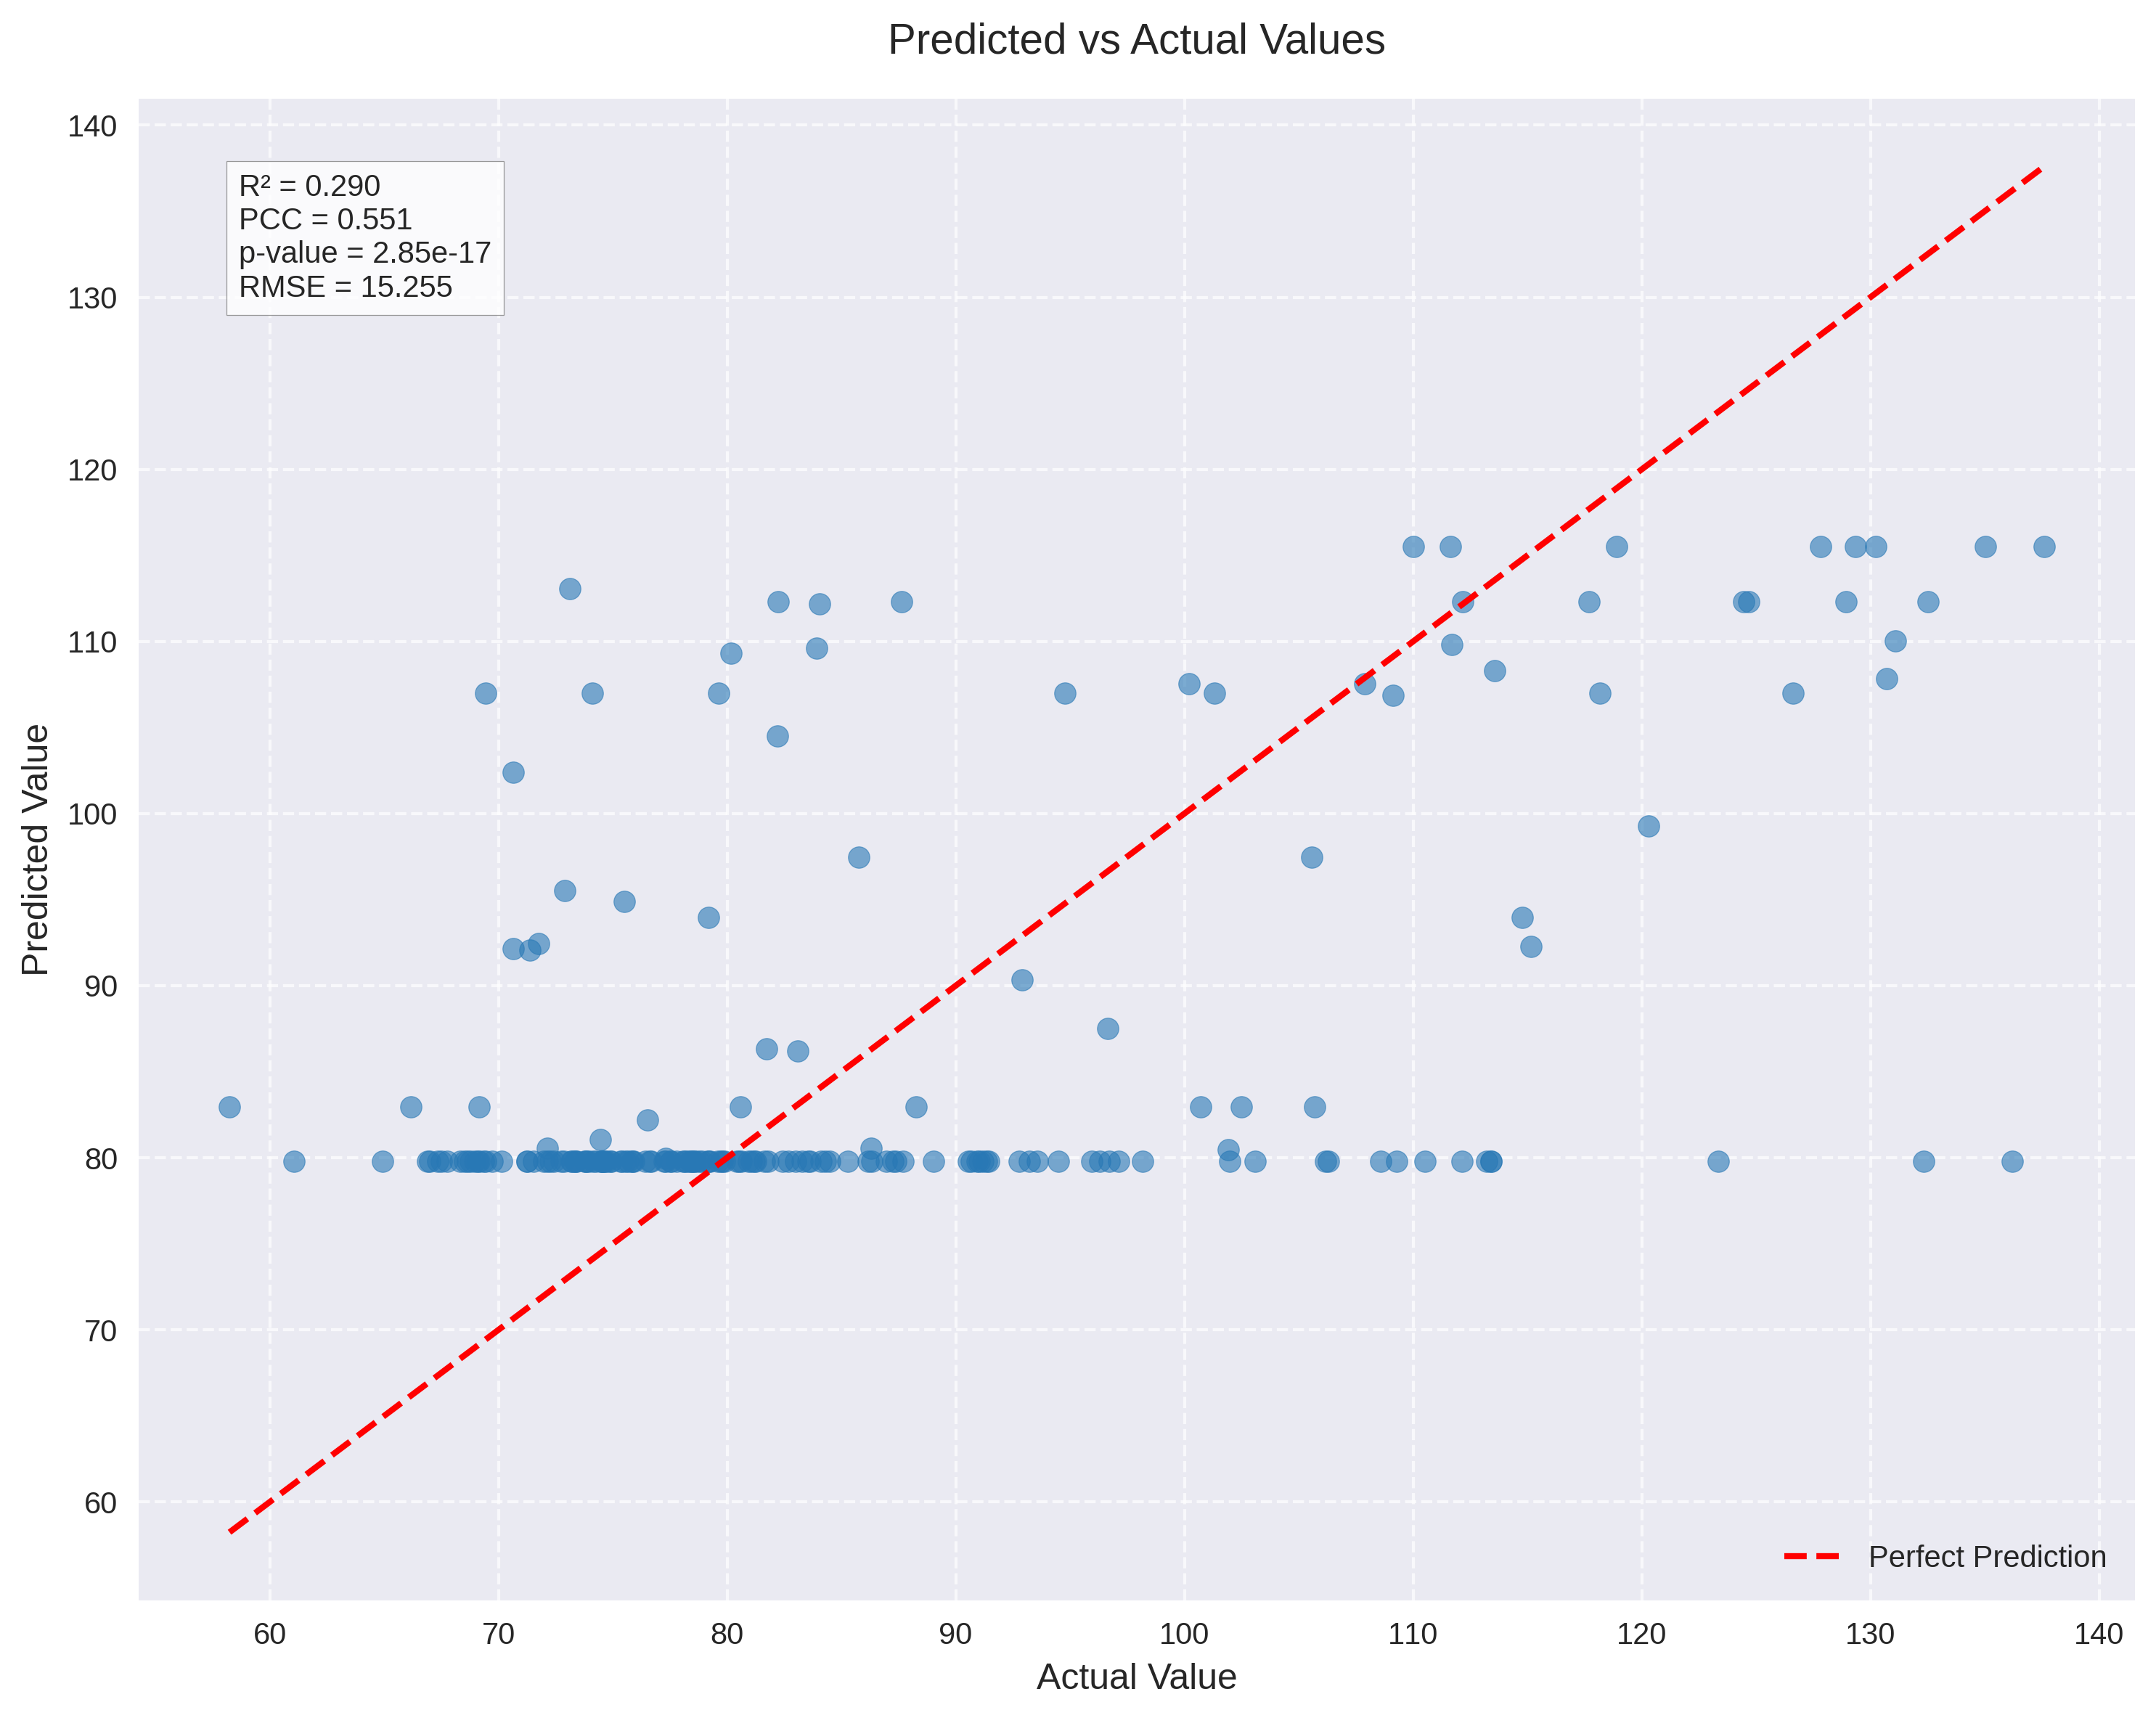 Predicted vs Actual Values
140
130
120
110
100
90
80
70
60
R² = 0.290
PCC = 0.551
p-value = 2.85e-17
RMSE = 15.255
Predicted Value
Perfect Prediction
60 70 80 90 100 110 120 130 140
Actual Value